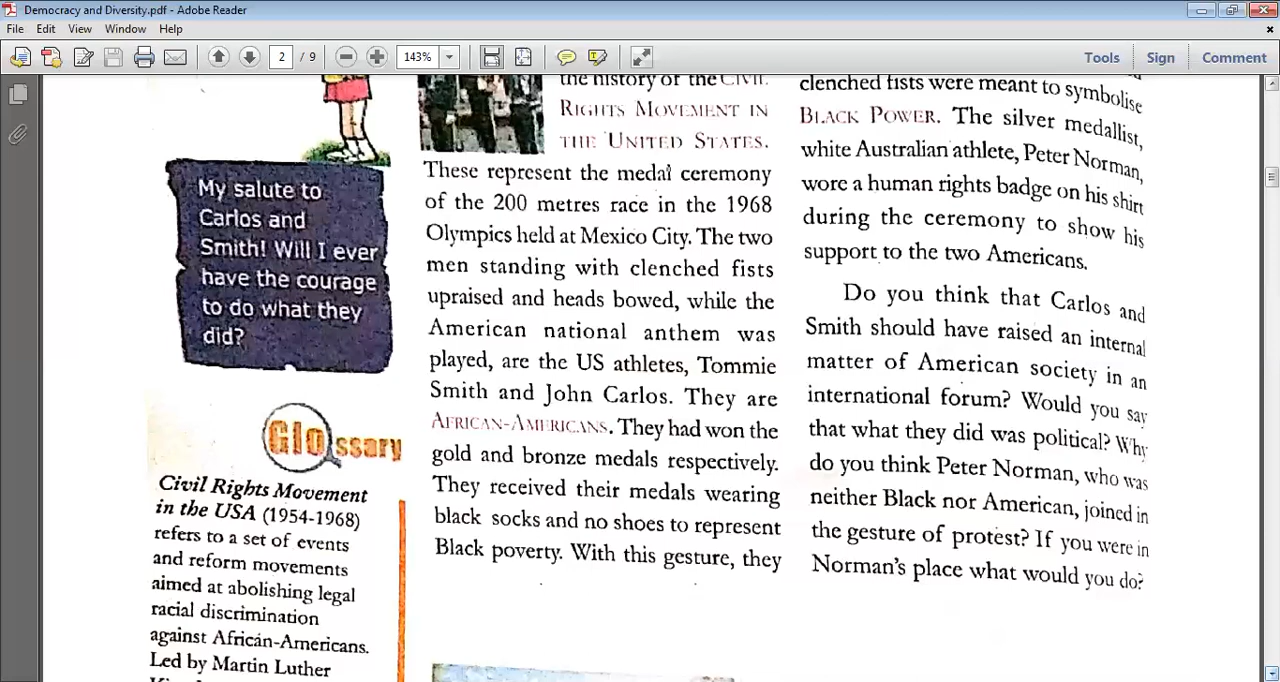 Democracy and Diversity.pdf - Adobe Reader
File Edit View Window Help
2 / 9 143% Tools Sign Comment
My salute to
Carlos and
Smith! Will I ever
have the courage
to do what they
did?
Glossary
Civil Rights Movement
in the USA (1954-1968)
refers to a set of events
and reform movements
aimed at abolishing legal
racial discrimination
against African-Americans.
Led by Martin Luther
the history of the CIVIL
RIGHTS MOVEMENT IN
THE UNITED STATES.
These represent the medal ceremony
of the 200 metres race in the 1968
Olympics held at Mexico City. The two
men standing with clenched fists
upraised and heads bowed, while the
American national anthem was
played, are the US athletes, Tommie
Smith and John Carlos. They are
AFRICAN-AMERICANS. They had won the
gold and bronze medals respectively.
They received their medals wearing
black socks and no shoes to represent
Black poverty. With this gesture, they
clenched fists were meant to symbolise
BLACK POWER. The silver medallist,
white Australian athlete, Peter Norman,
wore a human rights badge on his shirt
during the ceremony to show his
support to the two Americans.
Do you think that Carlos and
Smith should have raised an internal
matter of American society in an
international forum? Would you say
that what they did was political? Why
do you think Peter Norman, who was
neither Black nor American, joined in
the gesture of protest? If you were in
Norman's place what would you do?